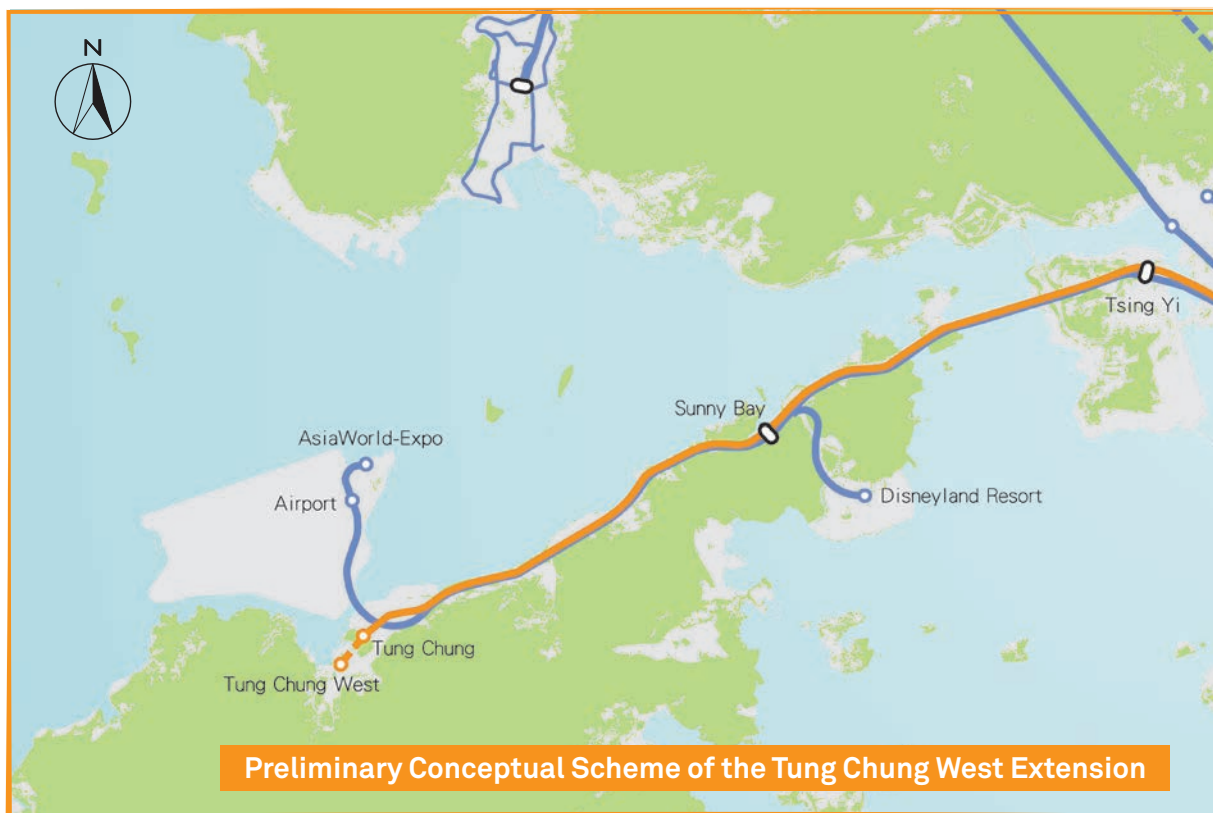 N
Tsing Yi
Sunny Bay
AsiaWorld-Expo
Airport
Disneyland Resort
Tung Chung
Tung Chung West
Preliminary Conceptual Scheme of the Tung Chung West Extension